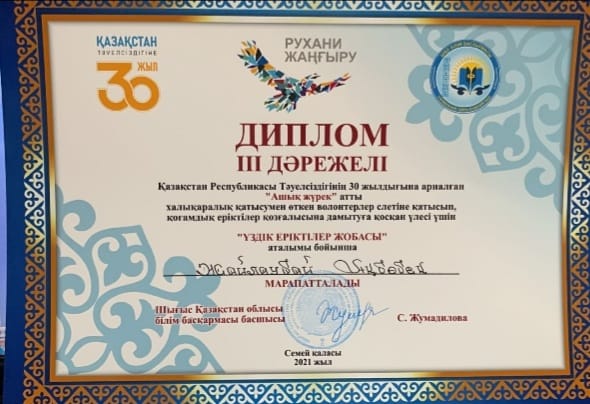 ҚАЗАҚСТАН
ТӘУЕЛСІЗДІГІНЕ
30 ЖЫЛ
РУХАНИ
ЖАҢҒЫРУ
ДИПЛОМ
III ДӘРЕЖЕЛІ
Қазақстан Республикасы Тәуелсіздігінің 30 жылдығына арналған
"Ашық жүрек" атты
халықаралық қатысумен өткен волонтерлер слетіне қатысып,
қоғамдық еріктілер қозғалысына дамытуға қосқан үлесі үшін
"ҮЗДІК ЕРІКТІЛЕР ЖОБАСЫ"
аталымы бойынша
МАРАПАТТАЛАДЫ
Шығыс Қазақстан облысы
білім басқармасы басшысы
С. Жумадилова
Семей қаласы
2021 жыл